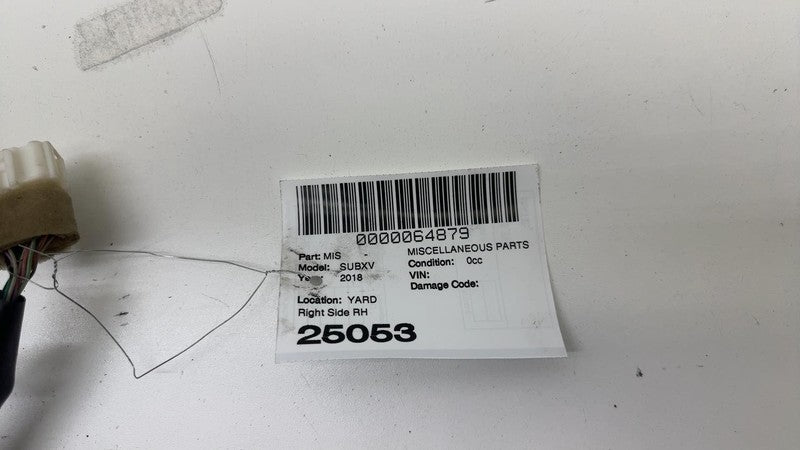 0000064879
Part: MIS - MISCELLANEOUS PARTS
Model: SUBXV Condition: 0cc
2018 VIN:
Damage Code:
Location: YARD
Right Side RH
25053